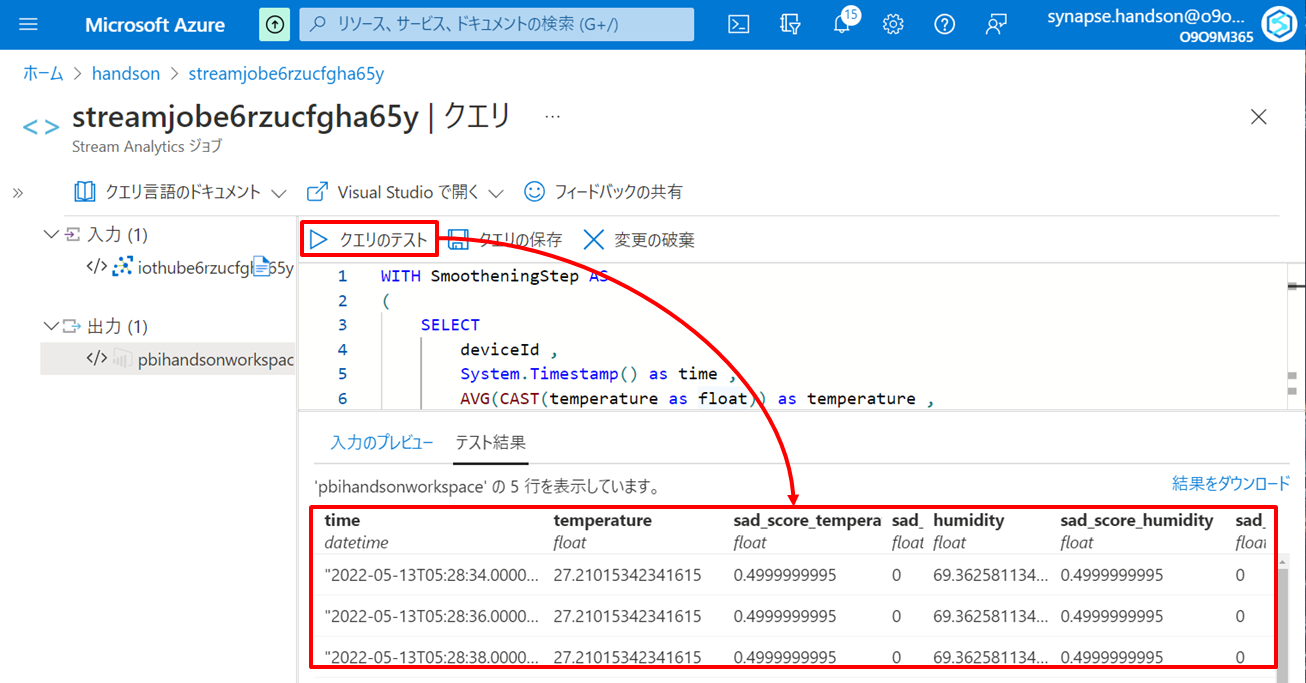 Microsoft Azure
リソース、サービス、ドキュメントの検索 (G+/)
15
synapse.handson@o9o...
O9O9M365
ホーム > handson > streamjobe6rzucfgha65y
streamjobe6rzucfgha65y | クエリ ...
Stream Analytics ジョブ
クエリ言語のドキュメント
Visual Studio で開く
フィードバックの共有
入力 (1)
iothube6rzucfgh65y
出力 (1)
pbihandsonworkspac
クエリのテスト
クエリの保存
変更の破棄
1 WITH SmootheningStep AS
2 (
3 SELECT
4 deviceId ,
5 System.Timestamp() as time ,
6 AVG(CAST(temperature as float)) as temperature ,
入力のプレビュー テスト結果
'pbihandsonworkspace' の 5 行を表示しています。
結果をダウンロード
time temperature sad_score_tempera sad_ humidity sad_score_humidity sad_
datetime float float float float float float
"2022-05-13T05:28:34.0000... 27.21015342341615 0.4999999995 0 69.362581134... 0.4999999995 0
"2022-05-13T05:28:36.0000... 27.21015342341615 0.4999999995 0 69.362581134... 0.4999999995 0
"2022-05-13T05:28:38.0000... 27.21015342341615 0.4999999995 0 69.362581134... 0.4999999995 0